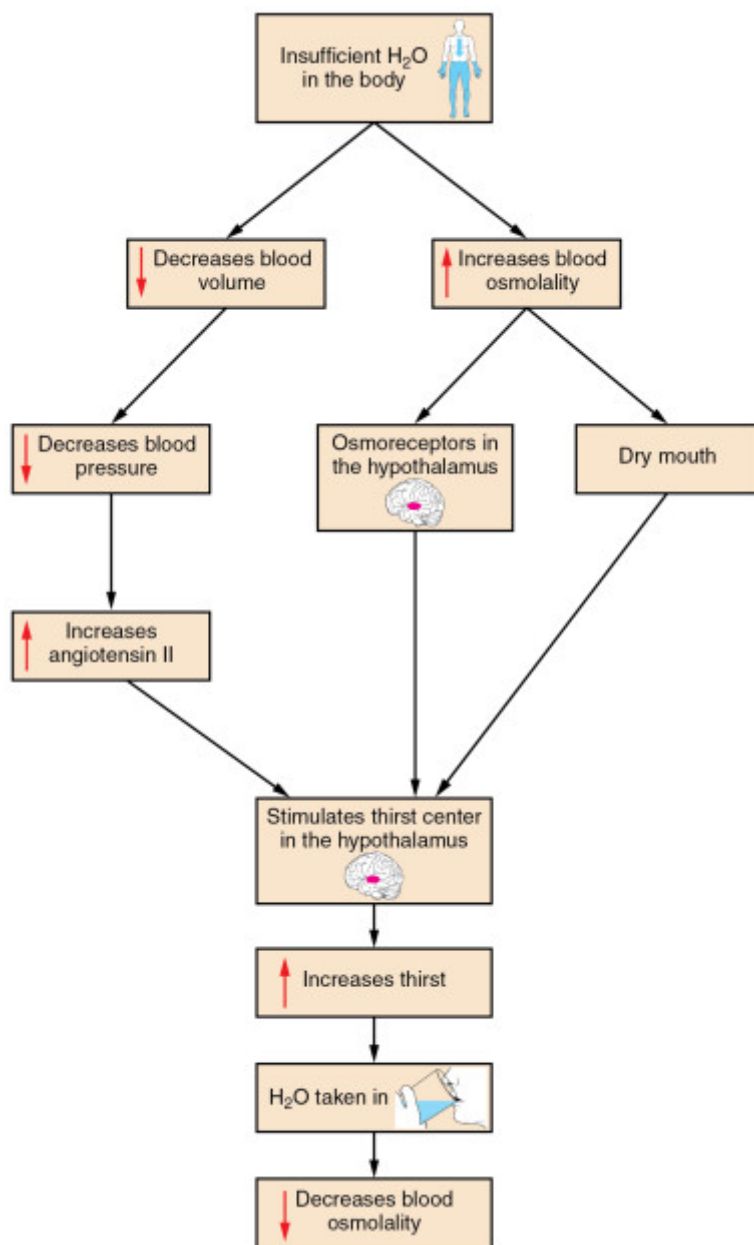 Insufficient H₂O
in the body
Decreases blood
volume
Increases blood
osmolality
Decreases blood
pressure
Osmoreceptors in
the hypothalamus
Dry mouth
Increases
angiotensin II
Stimulates thirst center
in the hypothalamus
Increases thirst
H₂O taken in
Decreases blood
osmolality